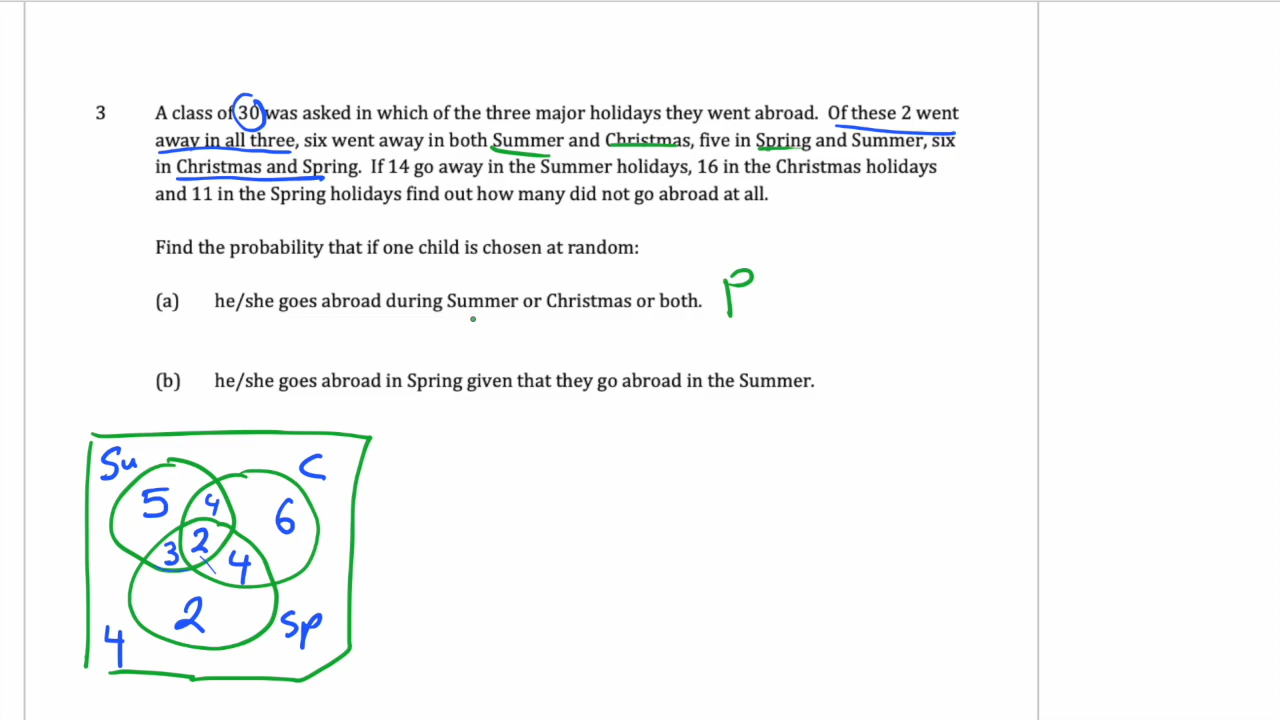 3 A class of 30 was asked in which of the three major holidays they went abroad. Of these 2 went
away in all three, six went away in both Summer and Christmas, five in Spring and Summer, six
in Christmas and Spring. If 14 go away in the Summer holidays, 16 in the Christmas holidays
and 11 in the Spring holidays find out how many did not go abroad at all.
Find the probability that if one child is chosen at random:
(a) he/she goes abroad during Summer or Christmas or both. P
(b) he/she goes abroad in Spring given that they go abroad in the Summer.
Su C
5 4 6
3 2 4
2 Sp
4